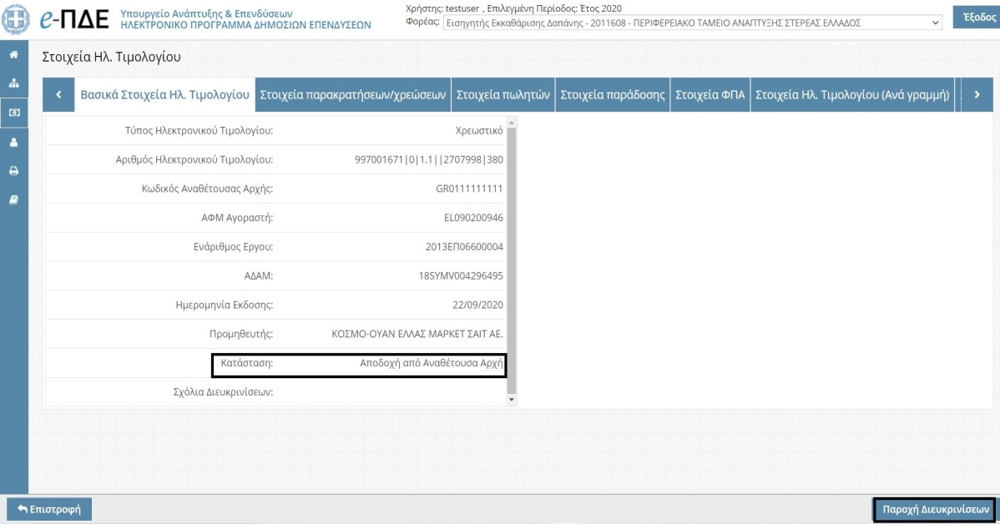 e-ΠΔΕ
Υπουργείο Ανάπτυξης & Επενδύσεων
ΗΛΕΚΤΡΟΝΙΚΟ ΠΡΟΓΡΑΜΜΑ ΔΗΜΟΣΙΩΝ ΕΠΕΝΔΥΣΕΩΝ
Χρήστης: testuser , Επιλεγμένη Περίοδος: Έτος 2020
Φορέας: Εισηγητής Εκκαθάρισης Δαπάνης - 2011608 - ΠΕΡΙΦΕΡΕΙΑΚΟ ΤΑΜΕΙΟ ΑΝΑΠΤΥΞΗΣ ΣΤΕΡΕΑΣ ΕΛΛΑΔΟΣ
Έξοδος
Στοιχεία Ηλ. Τιμολογίου
Βασικά Στοιχεία Ηλ. Τιμολογίου Στοιχεία παρακρατήσεων/χρεώσεων Στοιχεία πωλητών Στοιχεία παράδοσης Στοιχεία ΦΠΑ Στοιχεία Ηλ. Τιμολογίου (Ανά γραμμή)
Τύπος Ηλεκτρονικού Τιμολογίου: Χρεωστικό
Αριθμός Ηλεκτρονικού Τιμολογίου: 997001671|0|1.1||2707998|380
Κωδικός Αναθέτουσας Αρχής: GR0111111111
ΑΦΜ Αγοραστή: EL090200946
Ενάριθμος Εργου: 2013ΕΠ06600004
ΑΔΑΜ: 18SYMV004296495
Ημερομηνία Εκδοσης: 22/09/2020
Προμηθευτής: ΚΟΣΜΟ-ΟΥΑΝ ΕΛΛΑΣ ΜΑΡΚΕΤ ΣΑΙΤ ΑΕ.
Κατάσταση: Αποδοχή από Αναθέτουσα Αρχή
Σχόλια Διευκρινίσεων:
Επιστροφή
Παροχή Διευκρινίσεων